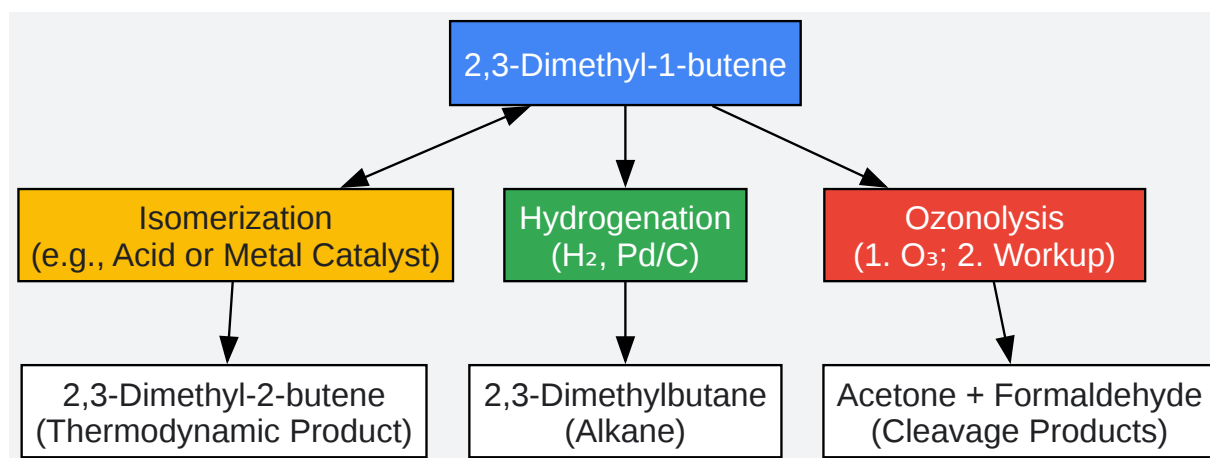 2,3-Dimethyl-1-butene
Isomerization
(e.g., Acid or Metal Catalyst)
Hydrogenation
(H₂, Pd/C)
Ozonolysis
(1. O₃; 2. Workup)
2,3-Dimethyl-2-butene
(Thermodynamic Product)
2,3-Dimethylbutane
(Alkane)
Acetone + Formaldehyde
(Cleavage Products)